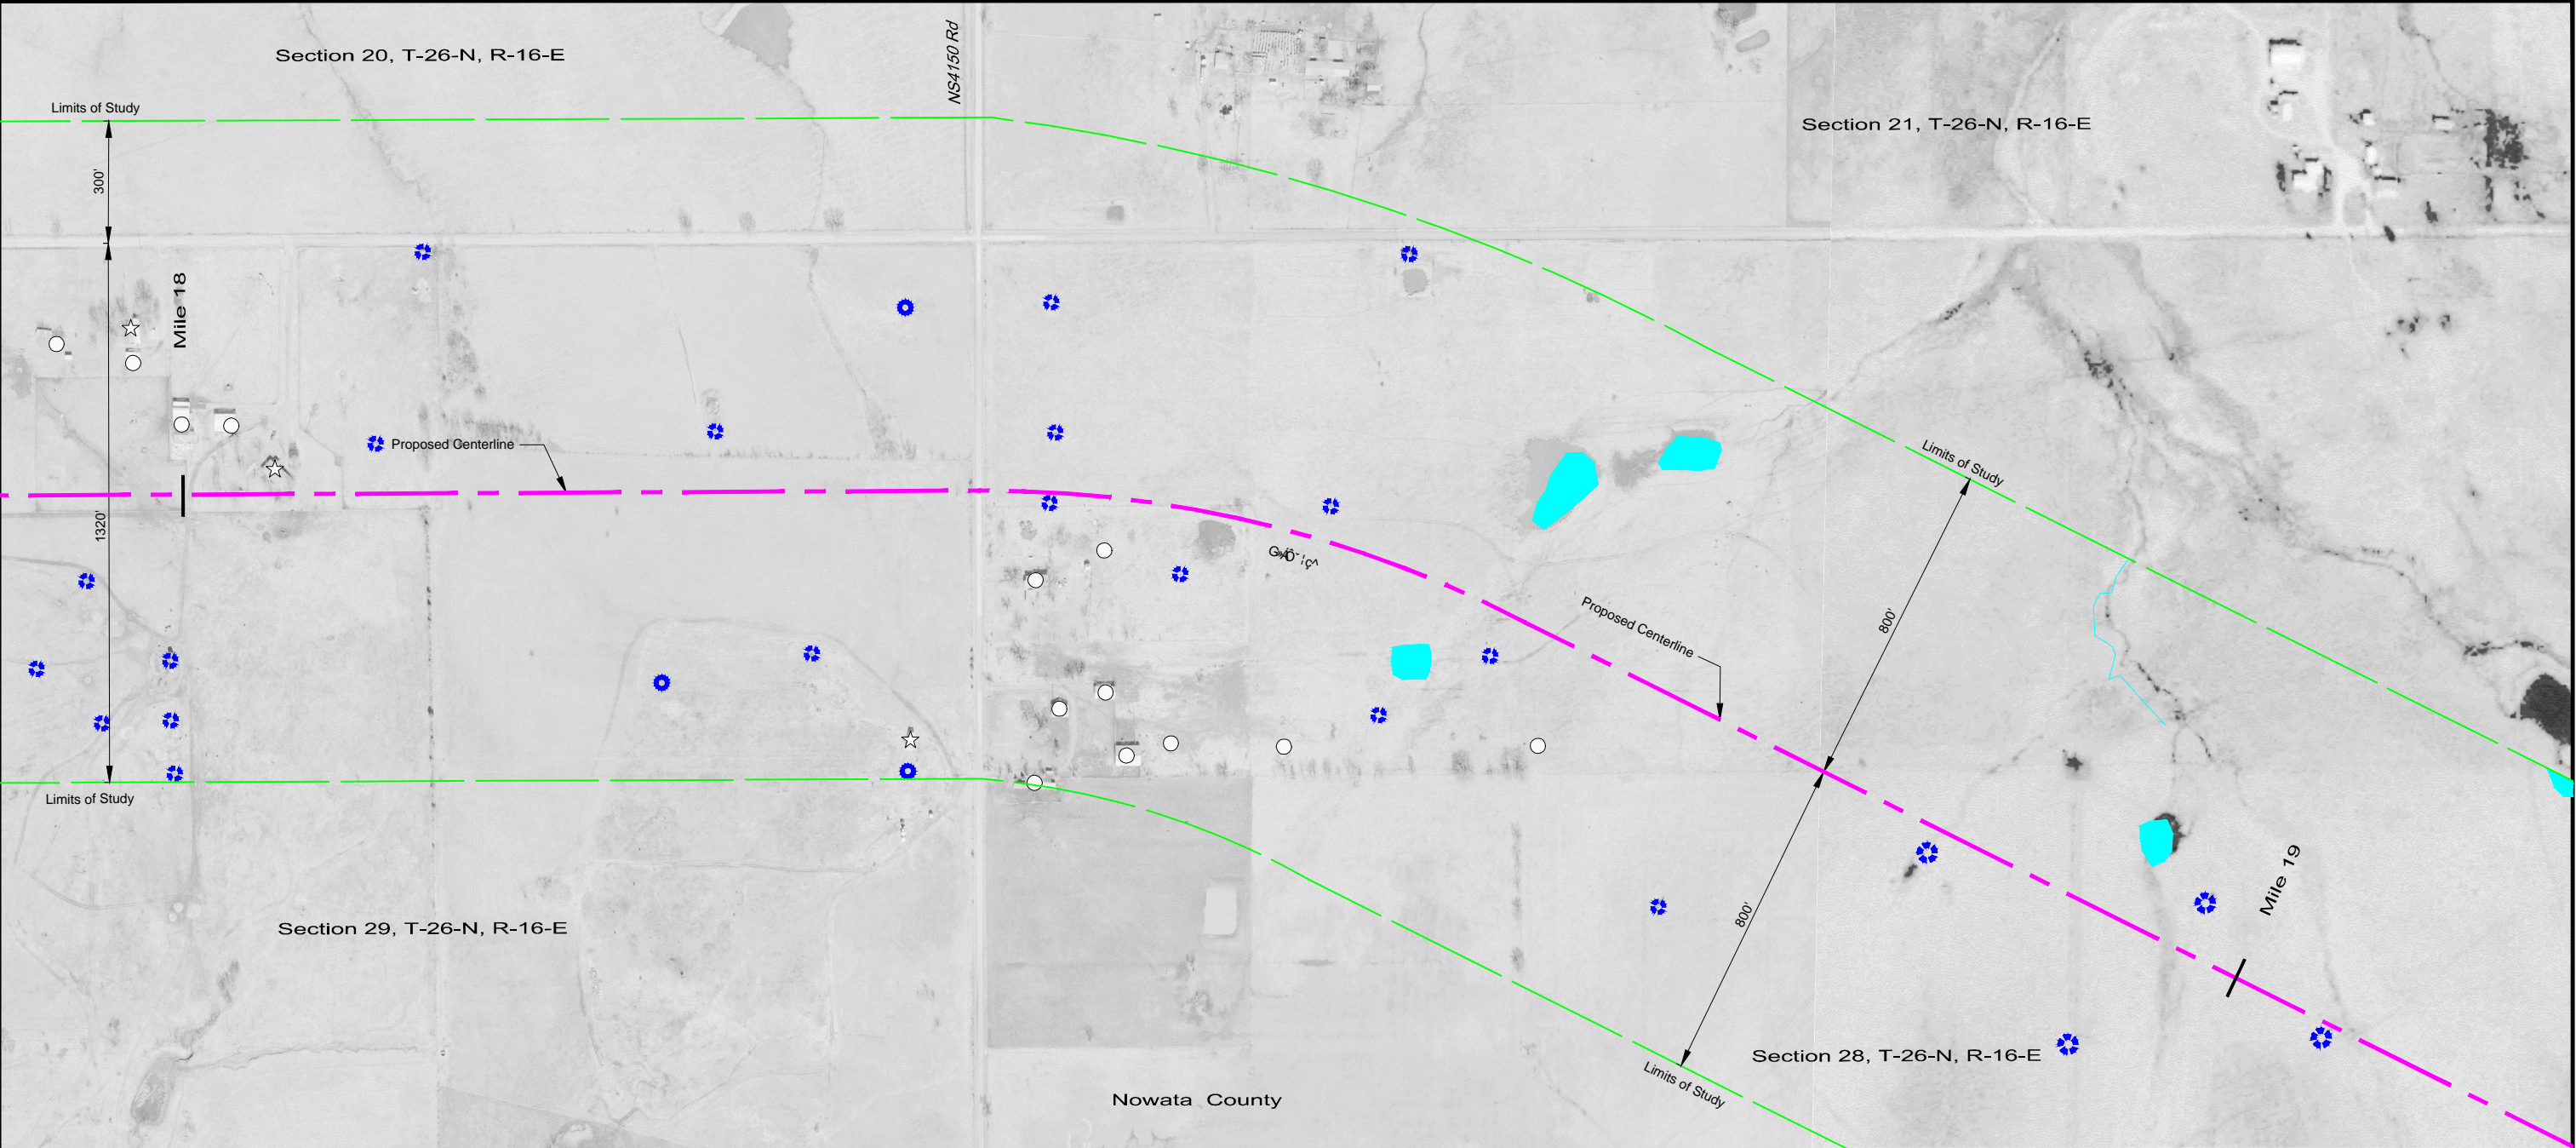 Section 20, T-26-N, R-16-E
NS4150 Rd
Limits of Study
Section 21, T-26-N, R-16-E
300'
Mile 18
Proposed Centerline
1320'
Limits of Study
Proposed Centerline
800'
Limits of Study
Mile 19
800'
Section 29, T-26-N, R-16-E
Section 28, T-26-N, R-16-E
Limits of Study
Nowata County